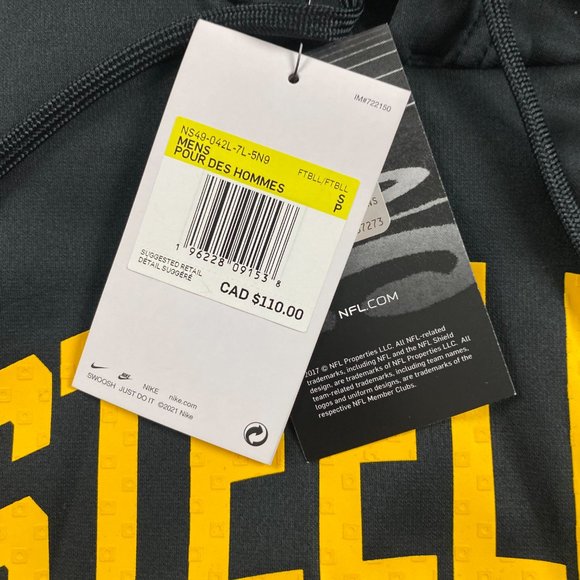 IM#722150
NS49-042L-7L-5N9
MENS FTBLL/FTBLL S
POUR DES HOMMES P
1 96228 09153 8
SUGGESTED RETAIL
DÉTAIL SUGGÉRÉ
CAD $110.00
NIKE Nike.com
SWOOSH JUST DO IT ©2021 Nike
7273
NFL.COM
2017 © NFL Properties LLC. All NFL-related
trademarks, including NFL and the NFL Shield
design, are trademarks of NFL Properties LLC. All
team-related trademarks, including team names,
logos and uniform designs, are trademarks of the
respective NFL Member Clubs.
STEEL